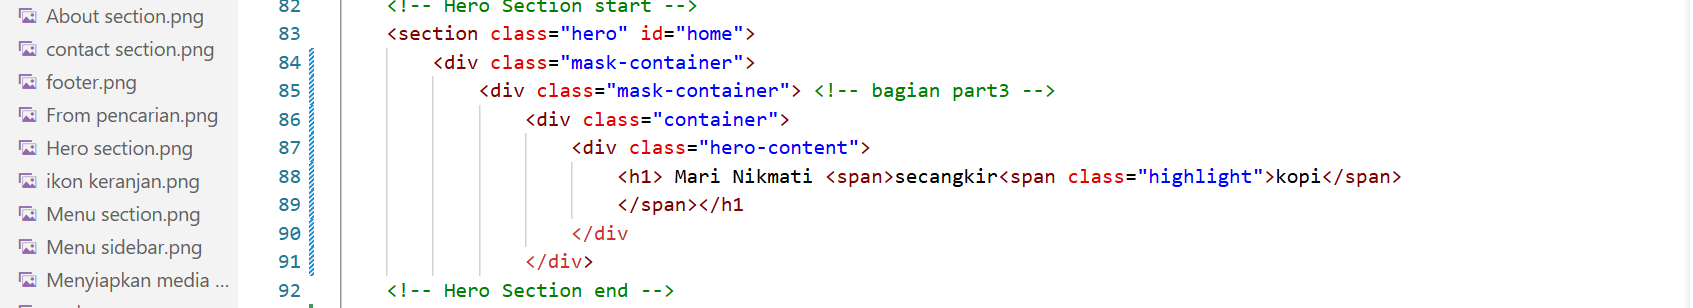 About section.png
contact section.png
footer.png
From pencarian.png
Hero section.png
ikon keranjan.png
Menu section.png
Menu sidebar.png
Menyiapkan media ...
82 <!-- Hero Section start -->
83 <section class="hero" id="home">
84 <div class="mask-container">
85 <div class="mask-container"> <!-- bagian part3 -->
86 <div class="container">
87 <div class="hero-content">
88 <h1> Mari Nikmati <span>secangkir<span class="highlight">kopi</span>
89 </span></h1
90 </div
91 </div>
92 <!-- Hero Section end -->